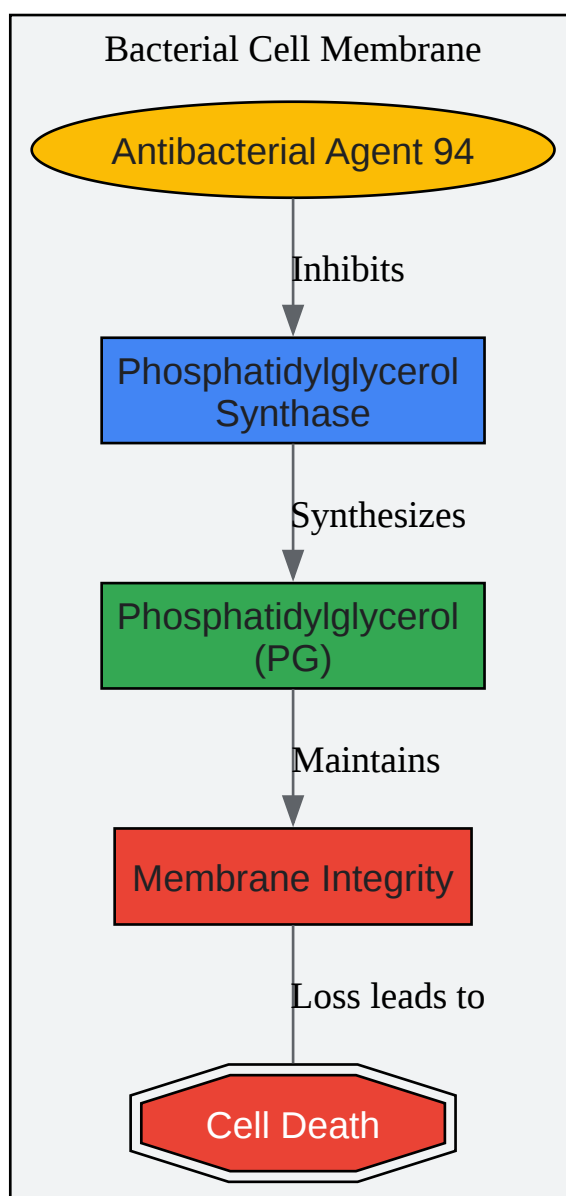 Bacterial Cell Membrane
Antibacterial Agent 94
Inhibits
Phosphatidylglycerol
Synthase
Synthesizes
Phosphatidylglycerol
(PG)
Maintains
Membrane Integrity
Loss leads to
Cell Death